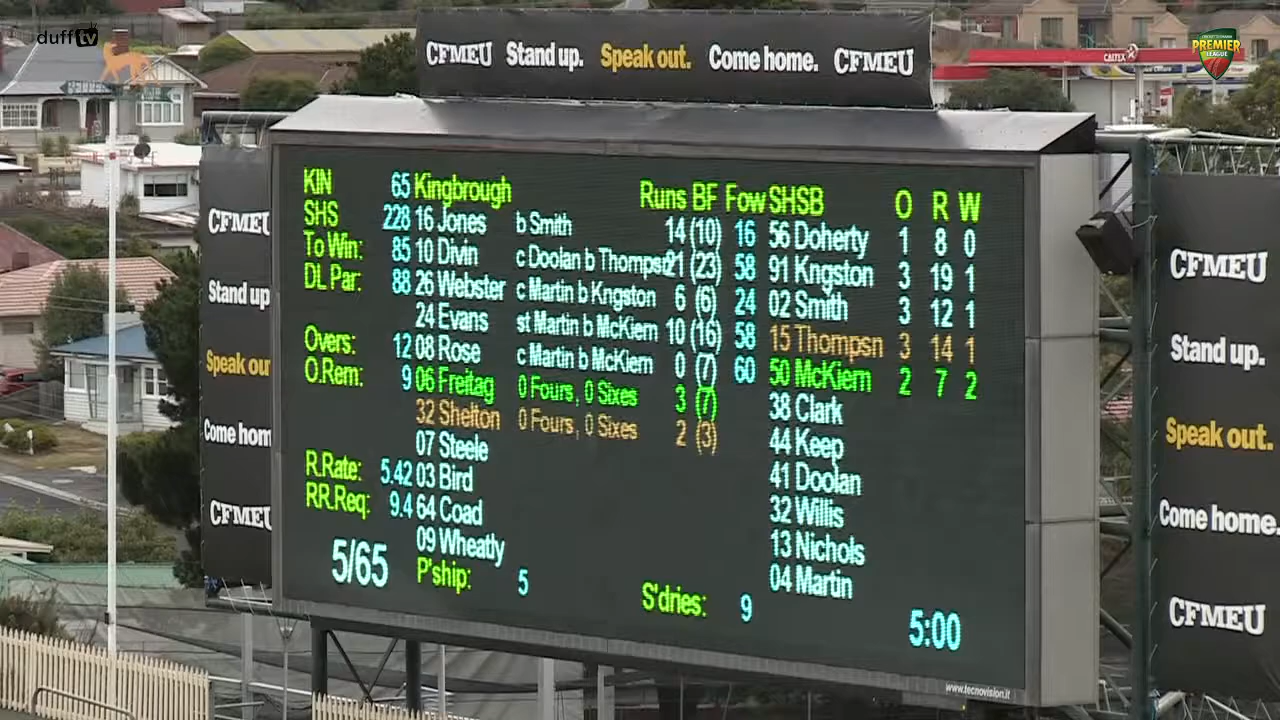 dufftv
CFMEU Stand up. Speak out. Come home. CFMEU
CALTEX
PREMIER
LEAGUE
KIN 65 Kingbrough Runs BF Fow SHSB O R W
SHS 228 16 Jones b Smith 14 (10) 16 56 Doherty 1 8 0
To Win: 85 10 Divin c Doolan b Thompsn 21 (23) 58 91 Kngston 3 19 1
DL Par: 88 26 Webster c Martin b Kngston 6 (6) 24 02 Smith 3 12 1
24 Evans st Martin b McKiern 10 (16) 58 15 Thompsn 3 14 1
Overs: 12 08 Rose c Martin b McKiern 0 (7) 60 50 McKiern 2 7 2
O.Rem: 9 06 Freitag 0 Fours, 0 Sixes 3 (7) 38 Clark
32 Shelton 0 Fours, 0 Sixes 2 (3) 44 Keep
07 Steele 41 Doolan
R.Rate: 5.42 03 Bird 32 Willis
RR.Req: 9.4 64 Coad 13 Nichols
09 Wheatly 04 Martin
5/65 P'ship: 5 S'dries: 9 5:00
www.tecnovision.it
CFMEU
Stand up
Speak out
Come hom
CFMEU
CFMEU
Stand up.
Speak out.
Come home.
CFMEU